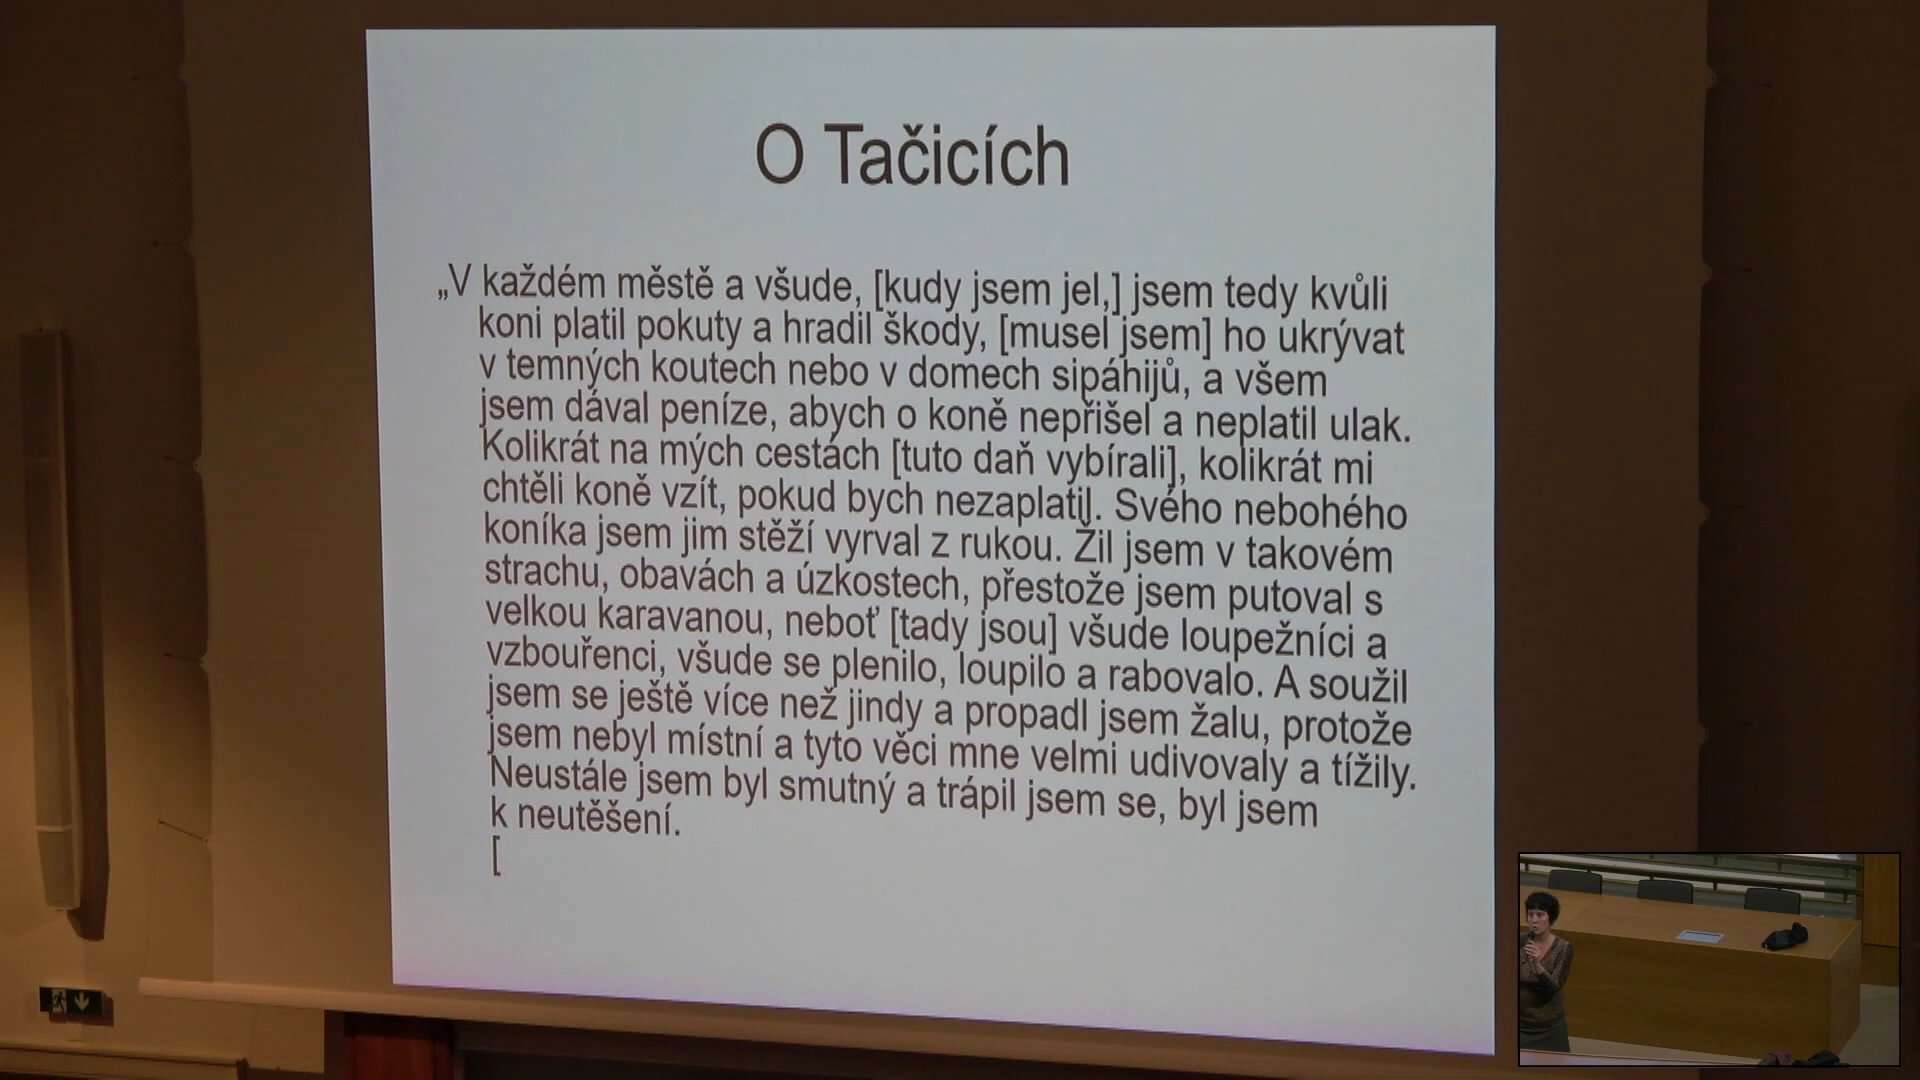 O Tačicích
„V každém městě a všude, [kudy jsem jel,] jsem tedy kvůli
koni platil pokuty a hradil škody, [musel jsem] ho ukrývat
v temných koutech nebo v domech sipáhijů, a všem
jsem dával peníze, abych o koně nepřišel a neplatil ulak.
Kolikrát na mých cestách [tuto daň vybírali], kolikrát mi
chtěli koně vzít, pokud bych nezaplatil. Svého nebohého
koníka jsem jim stěží vyrval z rukou. Žil jsem v takovém
strachu, obavách a úzkostech, přestože jsem putoval s
velkou karavanou, neboť [tady jsou] všude loupežníci a
vzbouřenci, všude se plenilo, loupilo a rabovalo. A soužil
jsem se ještě více než jindy a propadl jsem žalu, protože
jsem nebyl místní a tyto věci mne velmi udivovaly a tížily.
Neustále jsem byl smutný a trápil jsem se, byl jsem
k neutěšení.
[